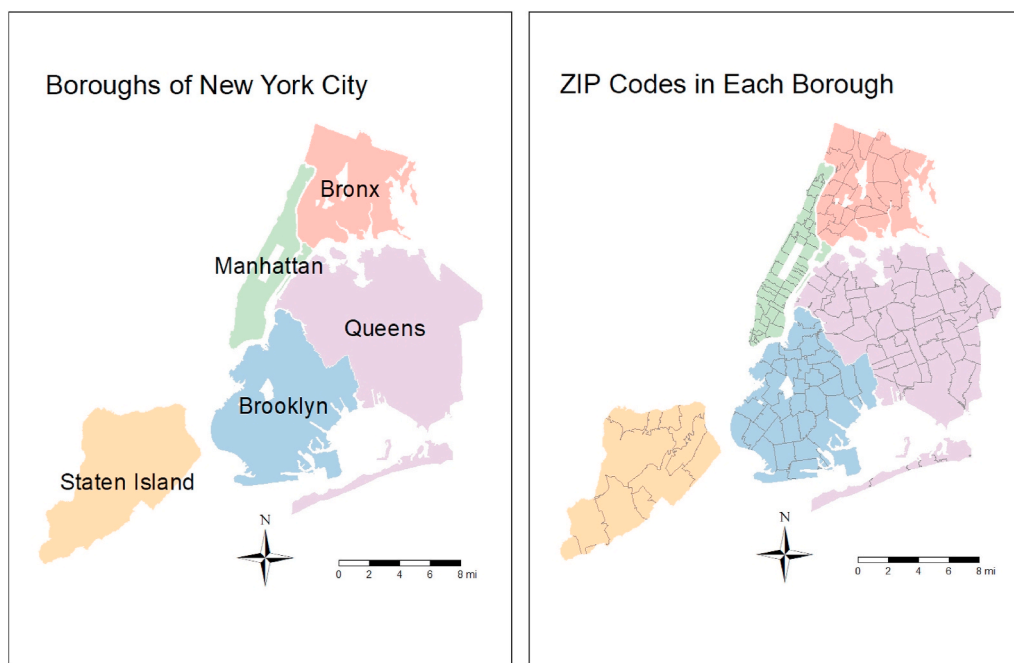 Boroughs of New York City
Bronx
Manhattan
Queens
Brooklyn
Staten Island
N
0 2 4 6 8 mi
ZIP Codes in Each Borough
N
0 2 4 6 8 mi